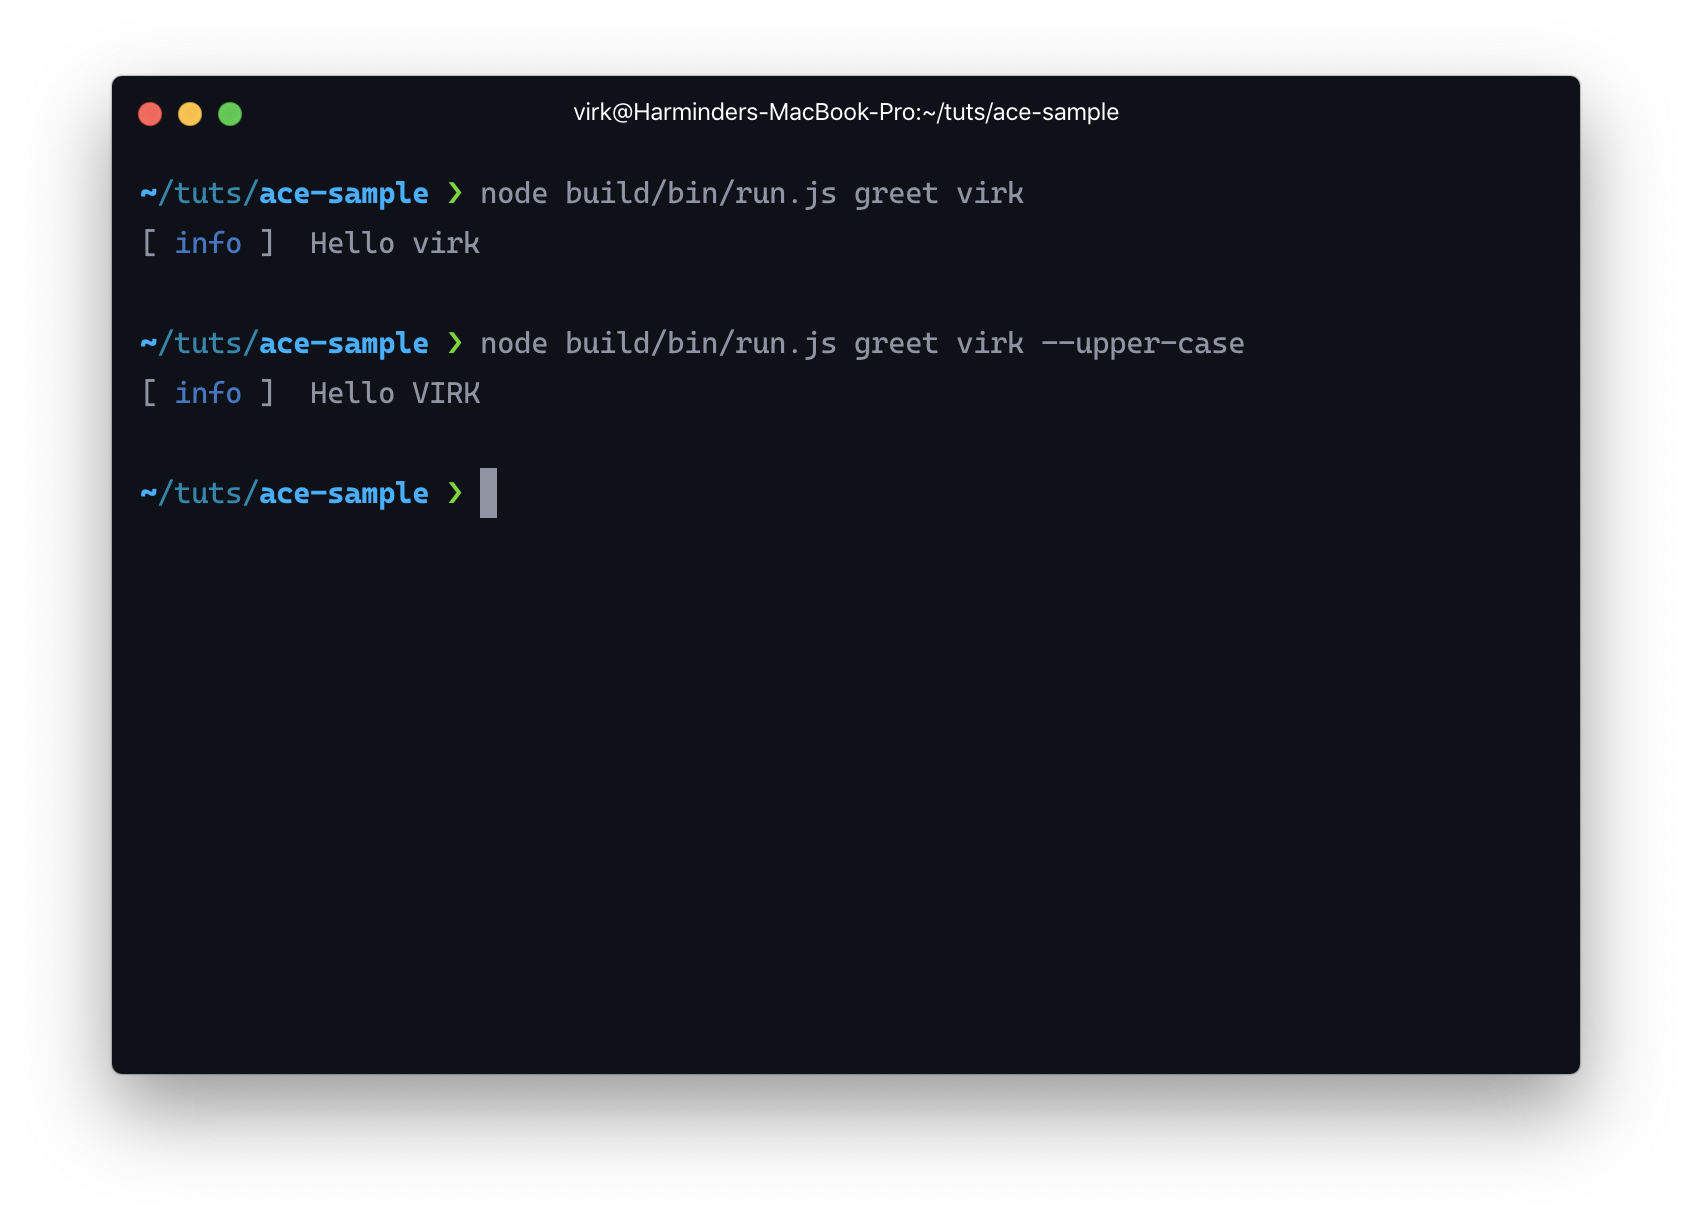 virk@Harminders-MacBook-Pro:~/tuts/ace-sample
~/tuts/ace-sample ❯ node build/bin/run.js greet virk
[ info ]  Hello virk
~/tuts/ace-sample ❯ node build/bin/run.js greet virk --upper-case
[ info ]  Hello VIRK
~/tuts/ace-sample ❯